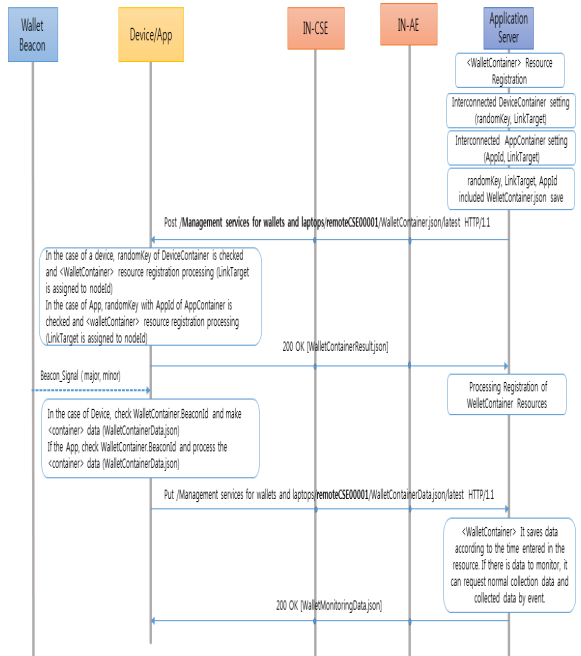 Wallet
Beacon
Device/App
IN-CSE
IN-AE
Application
Server
<WalletContainer> Resource
Registration
Interconnected DeviceContainer setting
(randomKey, LinkTarget)
Interconnected AppContainer setting
(AppId, LinkTarget)
randomKey, LinkTarget, AppId
included WelletContainer.json save
Post /Management services for wallets and laptops/remoteCSE00001/WalletContainer.json/latest HTTP/1.1
In the case of a device, randomKey of DeviceContainer is checked
and <WalletContainer> resource registration processing (LinkTarget
is assigned to nodeId)
In the case of App, randomKey with AppId of AppContainer is
checked and <walletContainer> resource registration processing
(LinkTarget is assigned to nodeId)
200 OK [WalletContainerResult.json]
Beacon_Signal ( major, minor)
Processing Registration of
WelletContainer Resources
In the case of Device, check WalletContainer.BeaconId and make
<container> data (WalletContainerData.json)
If the App, check WalletContainer.BeaconId and process the
<container> data (WalletContainerData.json)
Put /Management services for wallets and laptops/remoteCSE00001/WalletContainerData.json/latest HTTP/1.1
<WalletContainer> It saves data
according to the time entered in the
resource. If there is data to monitor, it
can request normal collection data and
collected data by event.
200 OK [WalletMonitoringData.json]